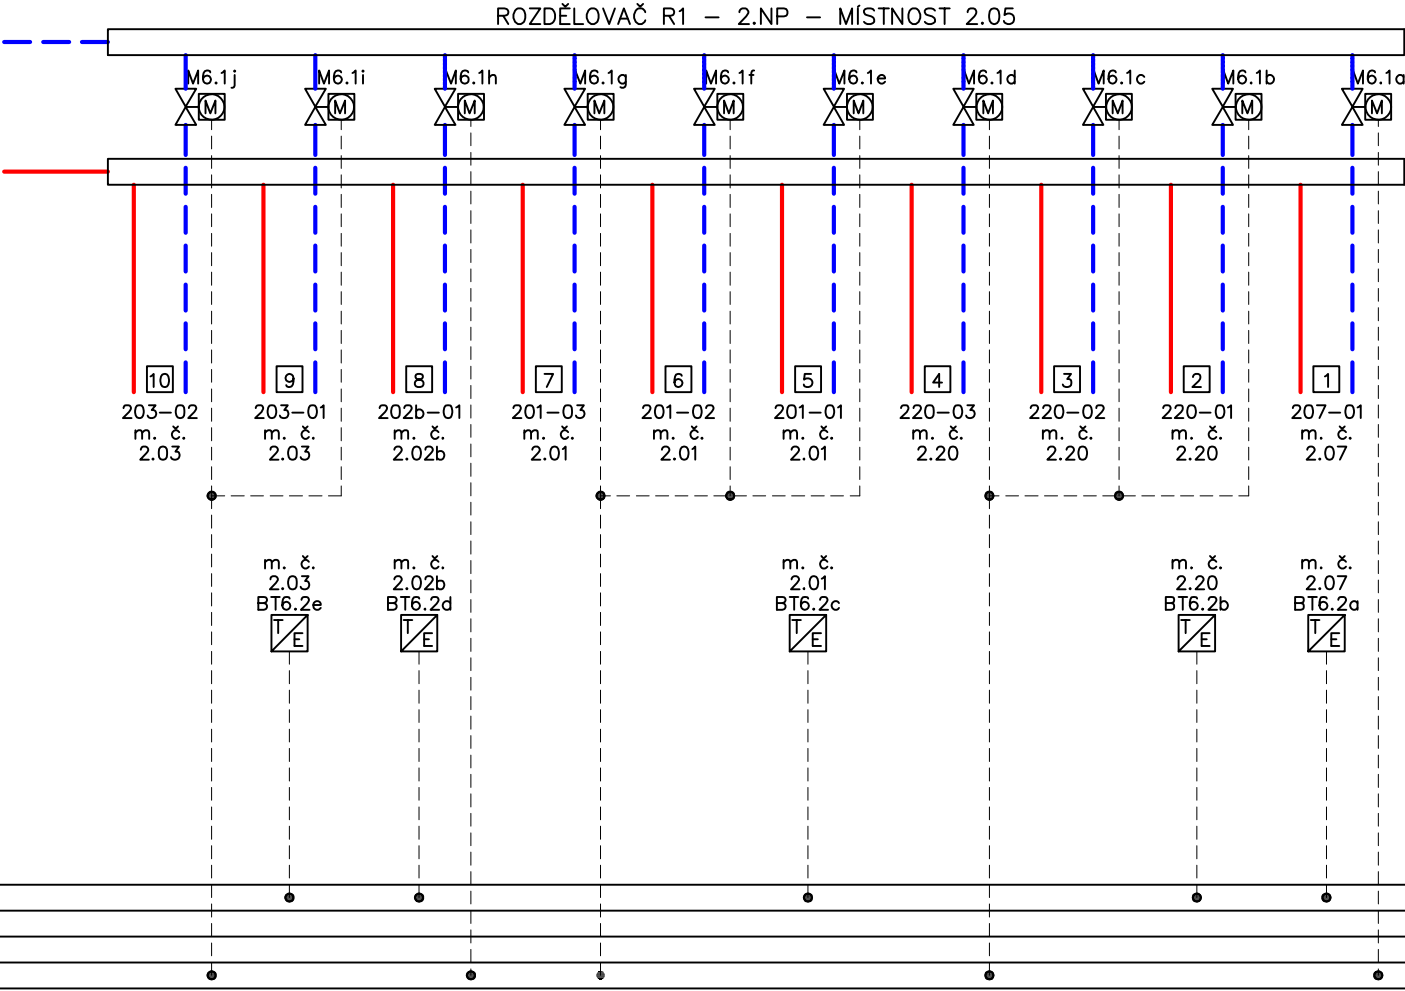 ROZDĚLOVAČ R1 – 2.NP – MÍSTNOST 2.05
M6.1j M6.1i M6.1h M6.1g M6.1f M6.1e M6.1d M6.1c M6.1b M6.1a
M M M M M M M M M M
10 9 8 7 6 5 4 3 2 1
203–02 203–01 202b–01 201–03 201–02 201–01 220–03 220–02 220–01 207–01
m. č. m. č. m. č. m. č. m. č. m. č. m. č. m. č. m. č. m. č.
2.03 2.03 2.02b 2.01 2.01 2.01 2.20 2.20 2.20 2.07
m. č. m. č. m. č. m. č. m. č.
2.03 2.02b 2.01 2.20 2.07
BT6.2e BT6.2d BT6.2c BT6.2b BT6.2a
T/E T/E T/E T/E T/E